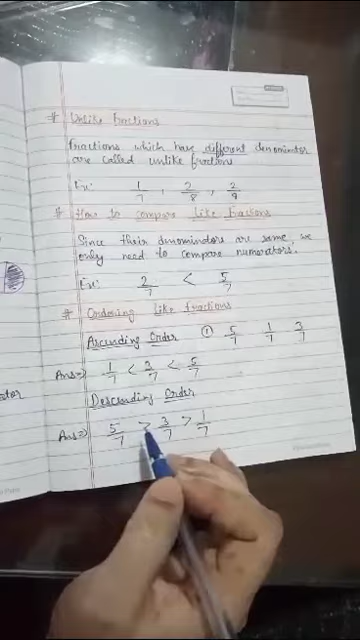 # Unlike Fractions
Fractions which have different denominator
are called unlike fractions
Ex: 1/7 , 2/8 , 2/9
# How to compare like fractions
Since their denominators are same, we
only need to compare numerators.
Ex: 2/7 < 5/7
# Ordering like fractions
Ascending Order ① 5/7 1/7 3/7
Ans⇒ 1/7 < 3/7 < 5/7
Descending Order
Ans⇒ 5/7 > 3/7 > 1/7